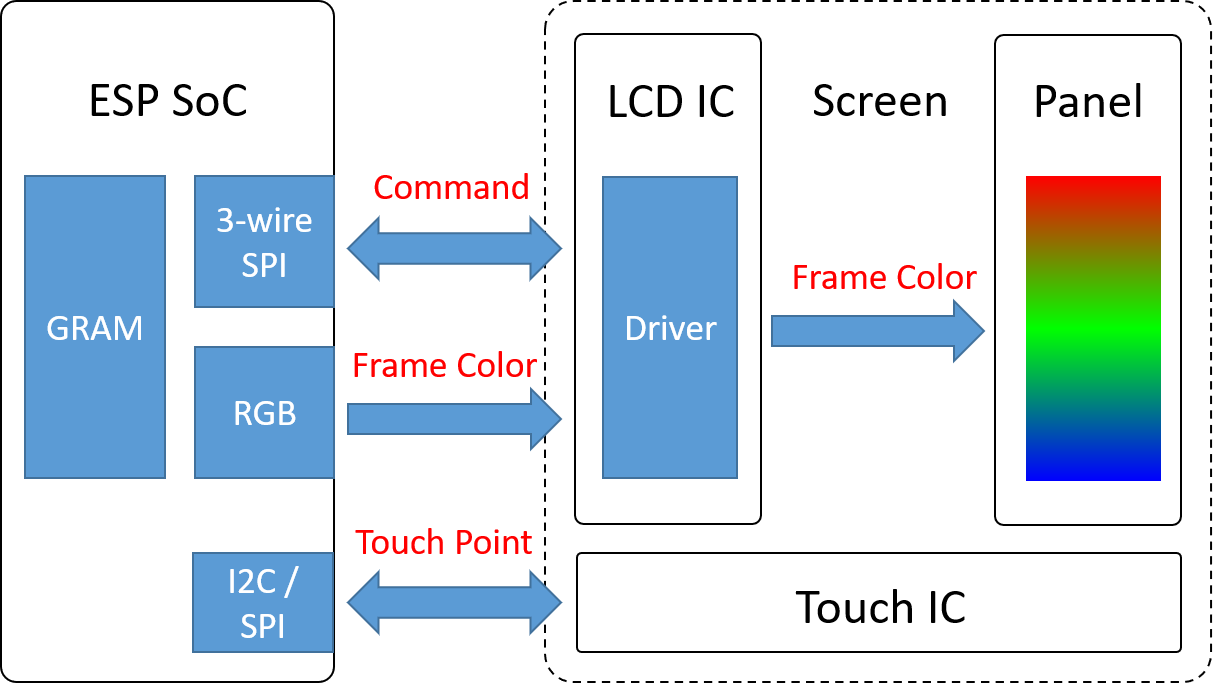 ESP SoC
GRAM
3-wire
SPI
RGB
I2C /
SPI
Command
Frame Color
Touch Point
LCD IC
Driver
Screen
Frame Color
Panel
Touch IC